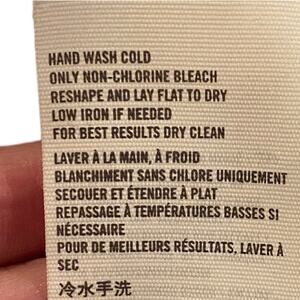 HAND WASH COLD
ONLY NON-CHLORINE BLEACH
RESHAPE AND LAY FLAT TO DRY
LOW IRON IF NEEDED
FOR BEST RESULTS DRY CLEAN
LAVER À LA MAIN, À FROID
BLANCHIMENT SANS CHLORE UNIQUEMENT
SECOUER ET ÉTENDRE À PLAT
REPASSAGE À TEMPÉRATURES BASSES SI
NÉCESSAIRE
POUR DE MEILLEURS RÉSULTATS, LAVER À
SEC
冷水手洗